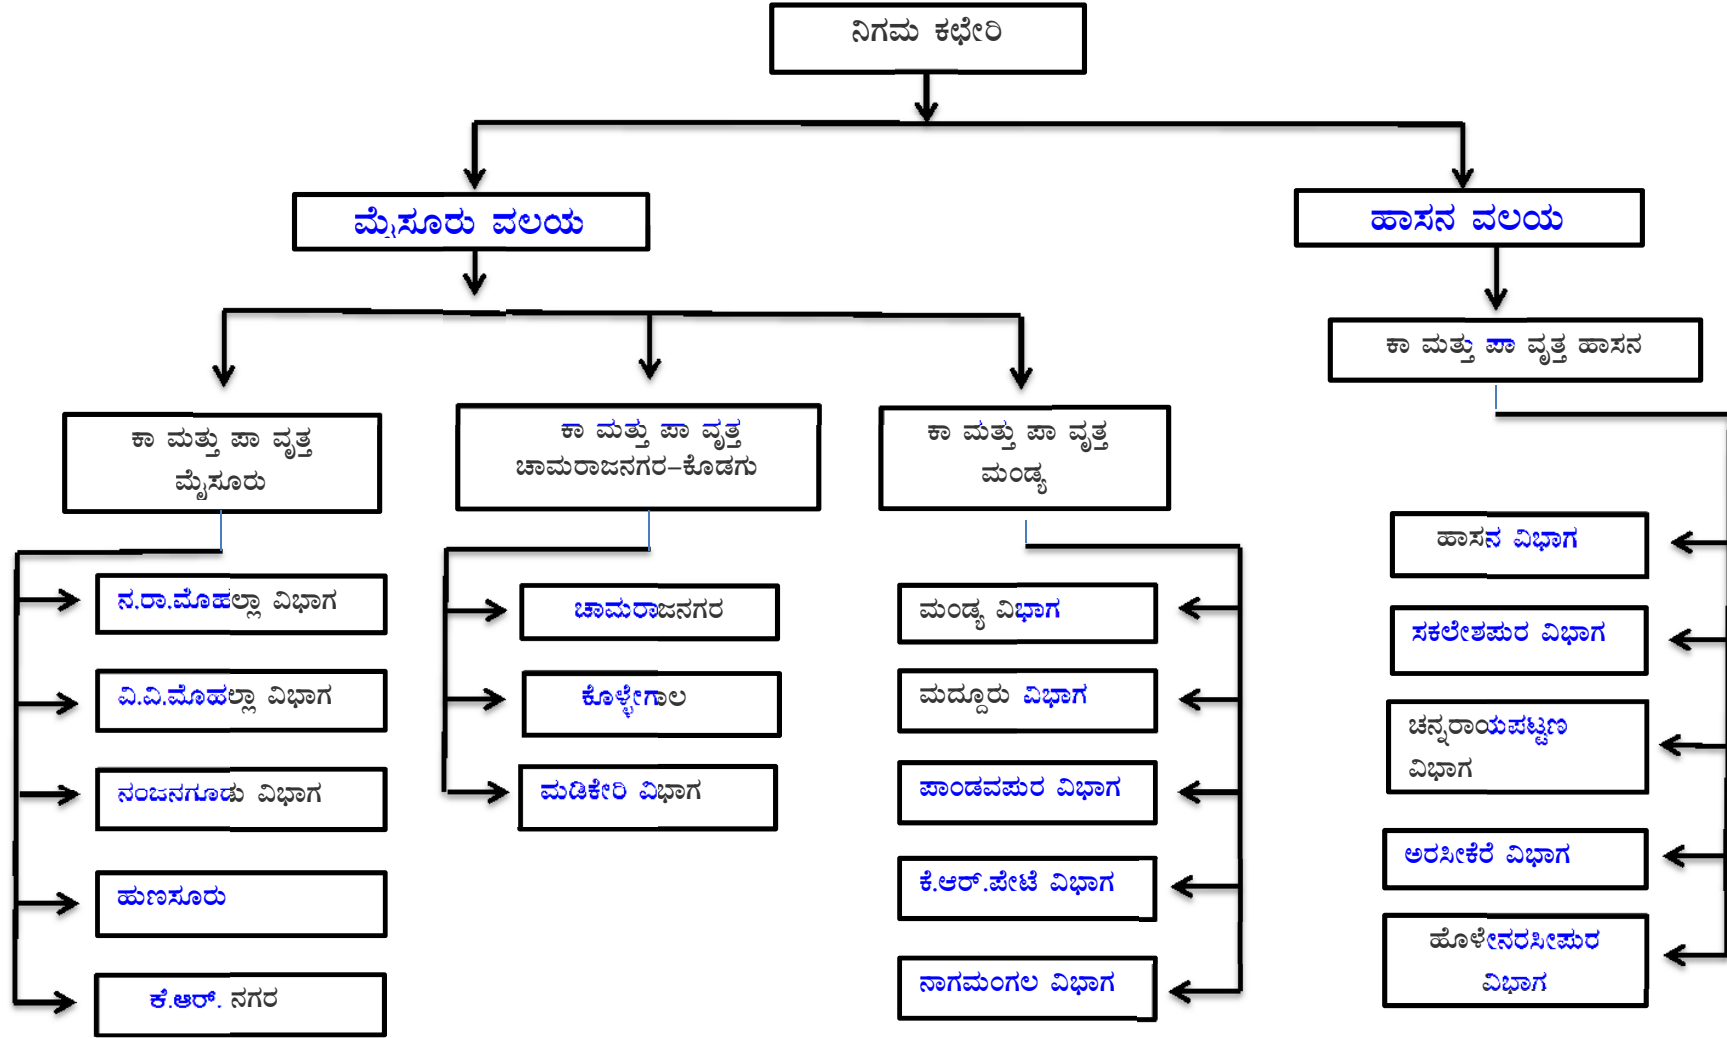 ನಿಗಮ ಕಛೇರಿ
ಮೈಸೂರು ವಲಯ
ಹಾಸನ ವಲಯ
ಕಾ ಮತ್ತು ಪಾ ವೃತ್ತ ಹಾಸನ
ಕಾ ಮತ್ತು ಪಾ ವೃತ್ತ
ಮೈಸೂರು
ಕಾ ಮತ್ತು ಪಾ ವೃತ್ತ
ಚಾಮರಾಜನಗರ–ಕೊಡಗು
ಕಾ ಮತ್ತು ಪಾ ವೃತ್ತ
ಮಂಡ್ಯ
ನ.ರಾ.ಮೊಹಲ್ಲಾ ವಿಭಾಗ
ವಿ.ವಿ.ಮೊಹಲ್ಲಾ ವಿಭಾಗ
ನಂಜನಗೂಡು ವಿಭಾಗ
ಹುಣಸೂರು
ಕೆ.ಆರ್. ನಗರ
ಚಾಮರಾಜನಗರ
ಕೊಳ್ಳೇಗಾಲ
ಮಡಿಕೇರಿ ವಿಭಾಗ
ಮಂಡ್ಯ ವಿಭಾಗ
ಮದ್ದೂರು ವಿಭಾಗ
ಪಾಂಡವಪುರ ವಿಭಾಗ
ಕೆ.ಆರ್.ಪೇಟೆ ವಿಭಾಗ
ನಾಗಮಂಗಲ ವಿಭಾಗ
ಹಾಸನ ವಿಭಾಗ
ಸಕಲೇಶಪುರ ವಿಭಾಗ
ಚನ್ನರಾಯಪಟ್ಟಣ
ವಿಭಾಗ
ಅರಸೀಕೆರೆ ವಿಭಾಗ
ಹೊಳೇನರಸೀಪುರ
ವಿಭಾಗ